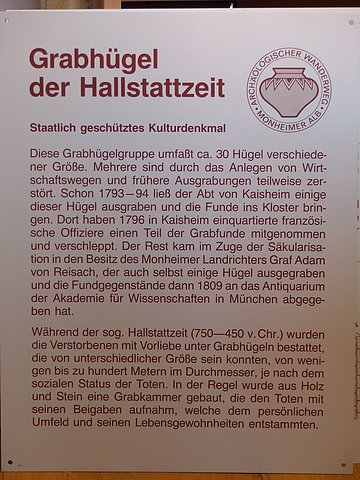 Grabhügel
der Hallstattzeit
ARCHÄOLOGISCHER WANDERWEG
MONHEIMER ALB
Staatlich geschütztes Kulturdenkmal
Diese Grabhügelgruppe umfaßt ca. 30 Hügel verschiede-
ner Größe. Mehrere sind durch das Anlegen von Wirt-
schaftswegen und frühere Ausgrabungen teilweise zer-
stört. Schon 1793—94 ließ der Abt von Kaisheim einige
dieser Hügel ausgraben und die Funde ins Kloster brin-
gen. Dort haben 1796 in Kaisheim einquartierte französi-
sche Offiziere einen Teil der Grabfunde mitgenommen
und verschleppt. Der Rest kam im Zuge der Säkularisa-
tion in den Besitz des Monheimer Landrichters Graf Adam
von Reisach, der auch selbst einige Hügel ausgegraben
und die Fundgegenstände dann 1809 an das Antiquarium
der Akademie für Wissenschaften in München abgege-
ben hat.
Während der sog. Hallstattzeit (750—450 v. Chr.) wurden
die Verstorbenen mit Vorliebe unter Grabhügeln bestattet,
die von unterschiedlicher Größe sein konnten, von weni-
gen bis zu hundert Metern im Durchmesser, je nach dem
sozialen Status der Toten. In der Regel wurde aus Holz
und Stein eine Grabkammer gebaut, die den Toten mit
seinen Beigaben aufnahm, welche dem persönlichen
Umfeld und seinen Lebensgewohnheiten entstammten.